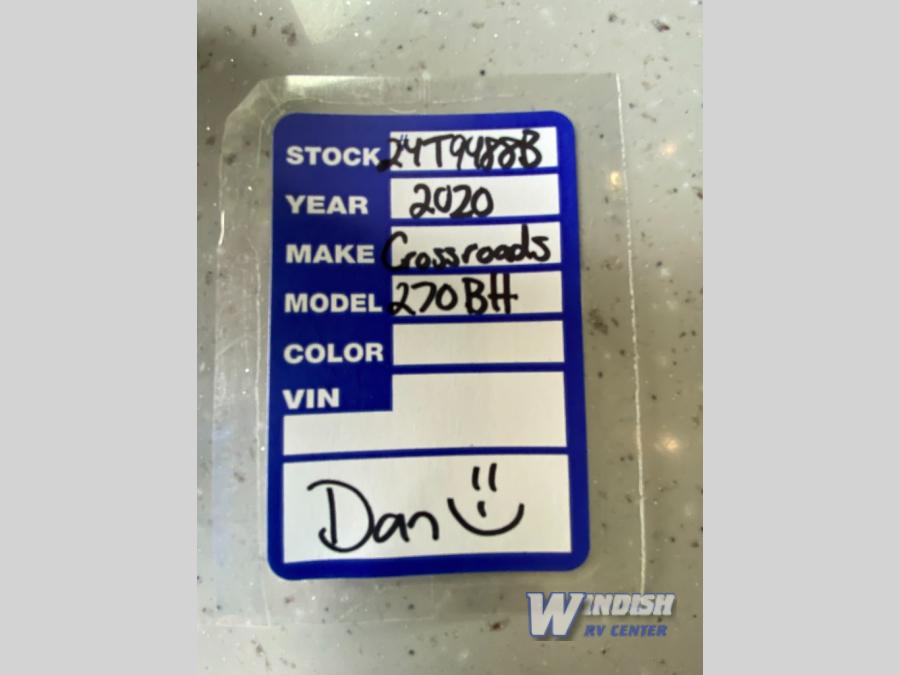 STOCK# 24T9488B
YEAR 2020
MAKE Crossroads
MODEL 270BH
COLOR
VIN
Dan
WINDISH
RV CENTER